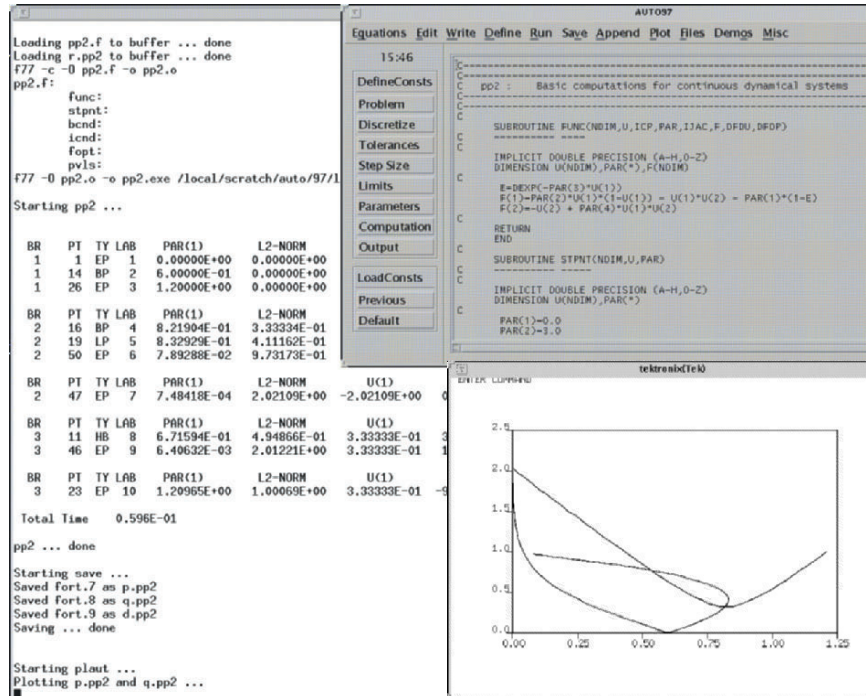 Loading pp2.f to buffer ... done
Loading r.pp2 to buffer ... done
f77 -c -O pp2.f -o pp2.o
pp2.f:
func:
stpnt:
bcnd:
icnd:
fopt:
pvls:
f77 -O pp2.o -o pp2.exe /local/scratch/auto/97/l
Starting pp2 ...
BR PT TY LAB PAR(1) L2-NORM
1 1 EP 1 0.00000E+00 0.00000E+00
1 14 BP 2 6.00000E-01 0.00000E+00
1 26 EP 3 1.20000E+00 0.00000E+00
BR PT TY LAB PAR(1) L2-NORM
2 16 BP 4 8.21904E-01 3.33334E-01
2 19 LP 5 8.32929E-01 4.11162E-01
2 50 EP 6 7.89288E-02 9.73173E-01
BR PT TY LAB PAR(1) L2-NORM U(1)
2 47 EP 7 7.48418E-04 2.02109E+00 -2.02109E+00 0
BR PT TY LAB PAR(1) L2-NORM U(1)
3 11 HB 8 6.71594E-01 4.94866E-01 3.33333E-01 3
3 46 EP 9 6.40632E-03 2.01221E+00 3.33333E-01 1
BR PT TY LAB PAR(1) L2-NORM U(1)
3 23 EP 10 1.20965E+00 1.00069E+00 3.33333E-01 -9
Total Time 0.596E-01
pp2 ... done
Starting save ...
Saved fort.7 as p.pp2
Saved fort.8 as q.pp2
Saved fort.9 as d.pp2
Saving ... done
Starting plaut ...
Plotting p.pp2 and q.pp2 ...
AUTO97
Equations Edit Write Define Run Save Append Plot Files Demos Misc
15:46
DefineConsts
Problem
Discretize
Tolerances
Step Size
Limits
Parameters
Computation
Output
LoadConsts
Previous
Default
C----------------------------------------------------------------------
C----------------------------------------------------------------------
C pp2 : Basic computations for continuous dynamical systems
C----------------------------------------------------------------------
C----------------------------------------------------------------------
C
SUBROUTINE FUNC(NDIM,U,ICP,PAR,IJAC,F,DFDU,DFDP)
C ---------- ----
C
IMPLICIT DOUBLE PRECISION (A-H,O-Z)
DIMENSION U(NDIM),PAR(*),F(NDIM)
C
E=DEXP(-PAR(3)*U(1))
F(1)=PAR(2)*U(1)*(1-U(1)) - U(1)*U(2) - PAR(1)*(1-E)
F(2)=-U(2) + PAR(4)*U(1)*U(2)
C
RETURN
END
C
SUBROUTINE STPNT(NDIM,U,PAR)
C ---------- -----
C
IMPLICIT DOUBLE PRECISION (A-H,O-Z)
DIMENSION U(NDIM),PAR(*)
C
PAR(1)=0.0
PAR(2)=3.0
tektronix(Tek)
ENTER COMMAND
2.5
2.0
1.5
1.0
0.5
0.0
0.00 0.25 0.50 0.75 1.00 1.25